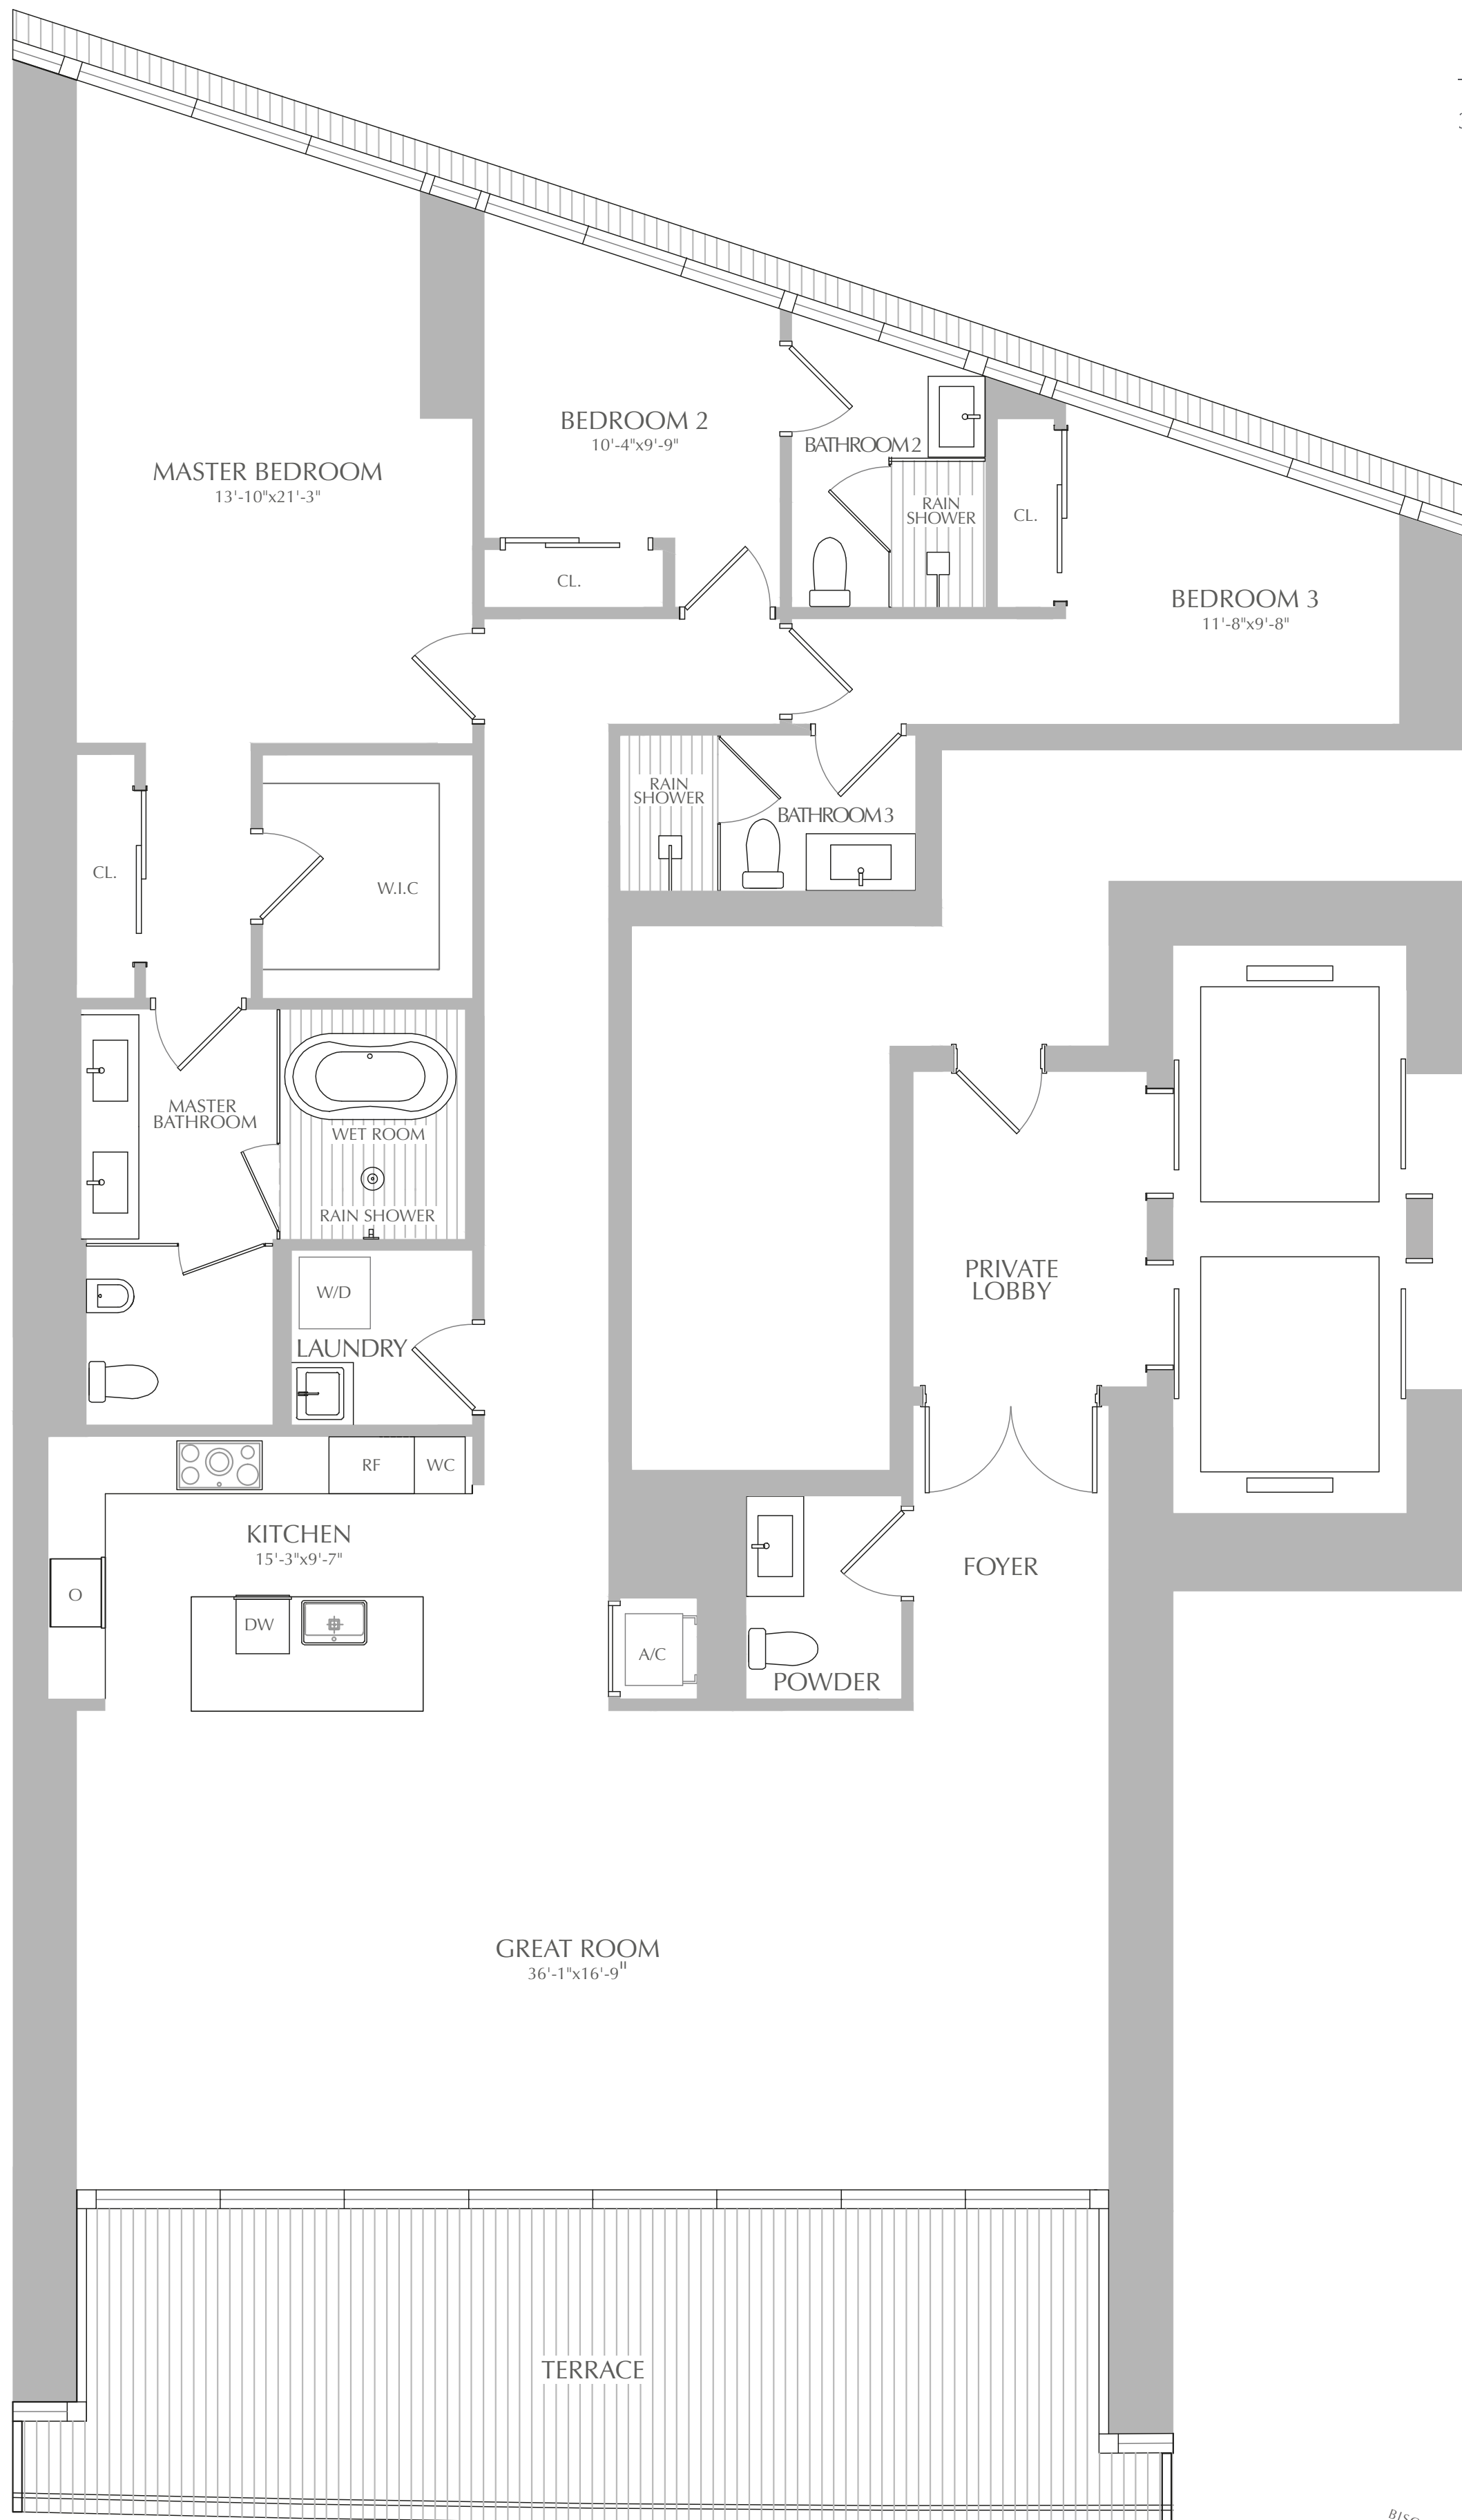 BEDROOM 2
10'-4"x9'-9"
BATHROOM 2
MASTER BEDROOM
13'-10"x21'-3"
RAIN
SHOWER
CL.
CL.
BEDROOM 3
11'-8"x9'-8"
RAIN
SHOWER
BATHROOM 3
CL.
W.I.C
MASTER
BATHROOM
WET ROOM
RAIN SHOWER
PRIVATE
LOBBY
W/D
LAUNDRY
RF
WC
KITCHEN
15'-3"x9'-7"
FOYER
O
DW
A/C
POWDER
GREAT ROOM
36'-1"x16'-9"
TERRACE